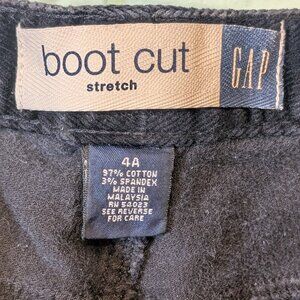 boot cut
stretch
GAP
4A
97% COTTON
3% SPANDEX
MADE IN
MALAYSIA
RN 54023
SEE REVERSE
FOR CARE